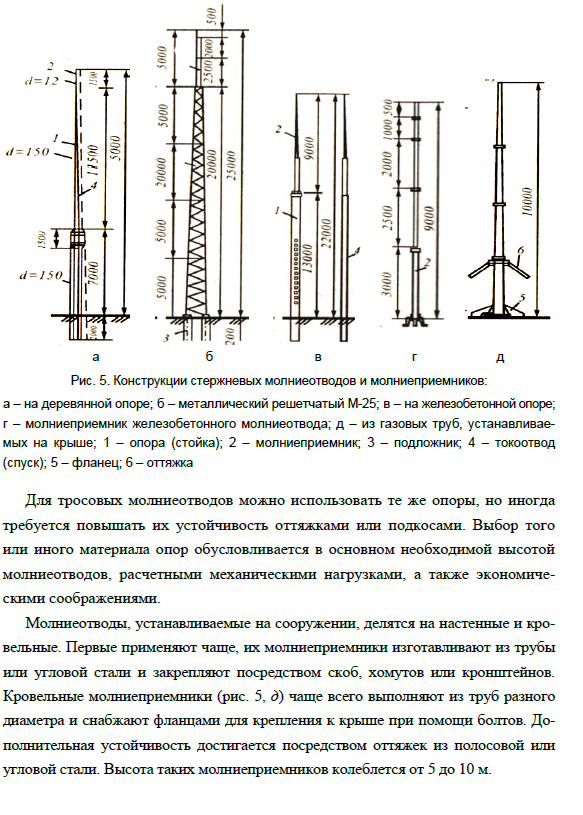 500
2000
2500
5000
5000
20000
5000
5000
20000
25000
200
3
б
2
d=12
1500
1
d=150
11500
5000
4
1500
d=150
7000
2000
а
2
9000
1
13000
22000
4
в
500
1000
2000
2500
3000
9000
2
г
10000
6
5
д
Рис. 5. Конструкции стержневых молниеотводов и молниеприемников:
а – на деревянной опоре; б – металлический решетчатый М-25; в – на железобетонной опоре;
г – молниеприемник железобетонного молниеотвода; д – из газовых труб, устанавливае-
мых на крыше; 1 – опора (стойка); 2 – молниеприемник; 3 – подложник; 4 – токоотвод
(спуск); 5 – фланец; 6 – оттяжка
Для тросовых молниеотводов можно использовать те же опоры, но иногда
требуется повышать их устойчивость оттяжками или подкосами. Выбор того
или иного материала опор обусловливается в основном необходимой высотой
молниеотводов, расчетными механическими нагрузками, а также экономиче-
скими соображениями.
Молниеотводы, устанавливаемые на сооружении, делятся на настенные и кро-
вельные. Первые применяют чаще, их молниеприемники изготавливают из трубы
или угловой стали и закрепляют посредством скоб, хомутов или кронштейнов.
Кровельные молниеприемники (рис. 5, д) чаще всего выполняют из труб разного
диаметра и снабжают фланцами для крепления к крыше при помощи болтов. До-
полнительная устойчивость достигается посредством оттяжек из полосовой или
угловой стали. Высота таких молниеприемников колеблется от 5 до 10 м.